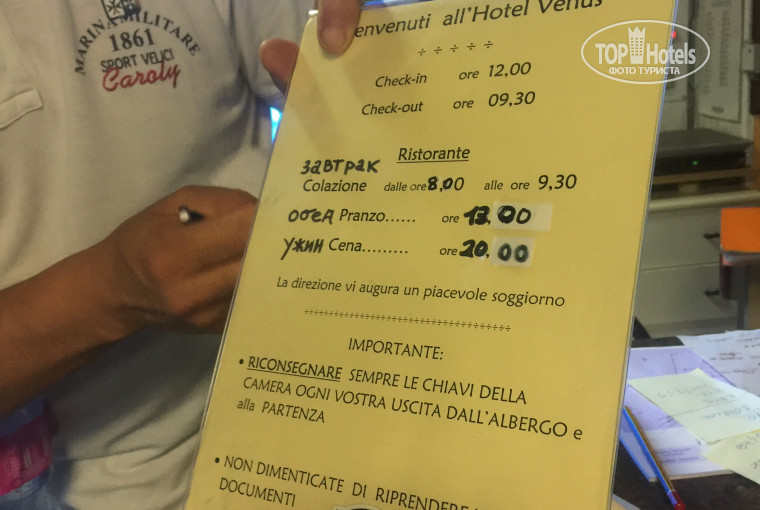 MARINA MILITARE
1861
SPORT VELICI
Caroly
TOPHotels
ФОТО ТУРИСТА
envenuti all'Hotel Venus
÷ ÷ ÷ ÷ ÷
Check-in ore 12,00
Check-out ore 09,30
Ristorante
завтрак
Colazione dalle ore 8,00 alle ore 9,30
обед Pranzo...... ore 13,00
ужин Cena......... ore 20,00
La direzione vi augura un piacevole soggiorno
÷÷÷÷÷÷÷÷÷÷÷÷÷÷÷÷÷÷÷÷÷÷÷÷÷÷÷÷÷÷÷÷÷÷÷
IMPORTANTE:
• RICONSEGNARE SEMPRE LE CHIAVI DELLA
CAMERA OGNI VOSTRA USCITA DALL'ALBERGO e
alla PARTENZA
• NON DIMENTICATE DI RIPRENDERE
DOCUMENTI